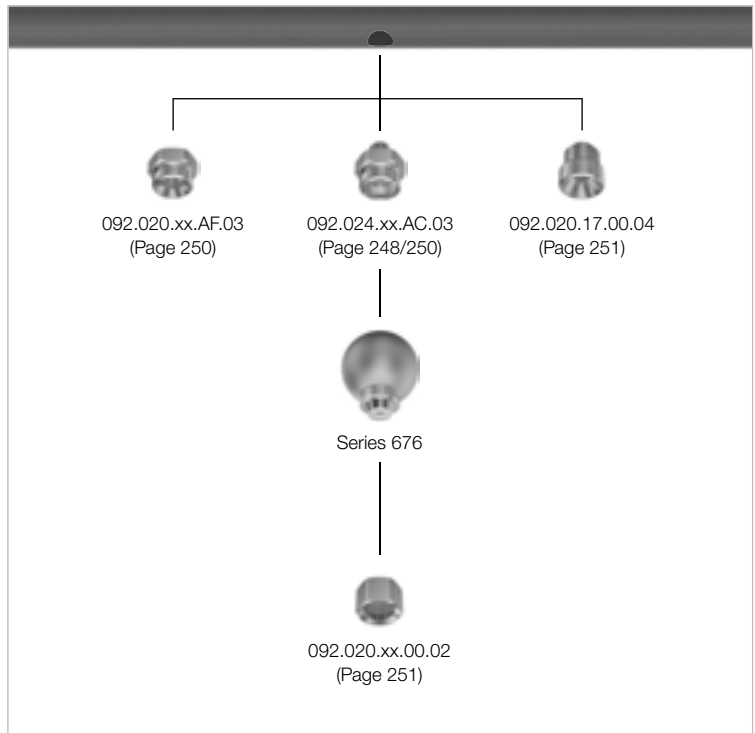 092.020.xx.AF.03
(Page 250)
092.024.xx.AC.03
(Page 248/250)
092.020.17.00.04
(Page 251)
Series 676
092.020.xx.00.02
(Page 251)